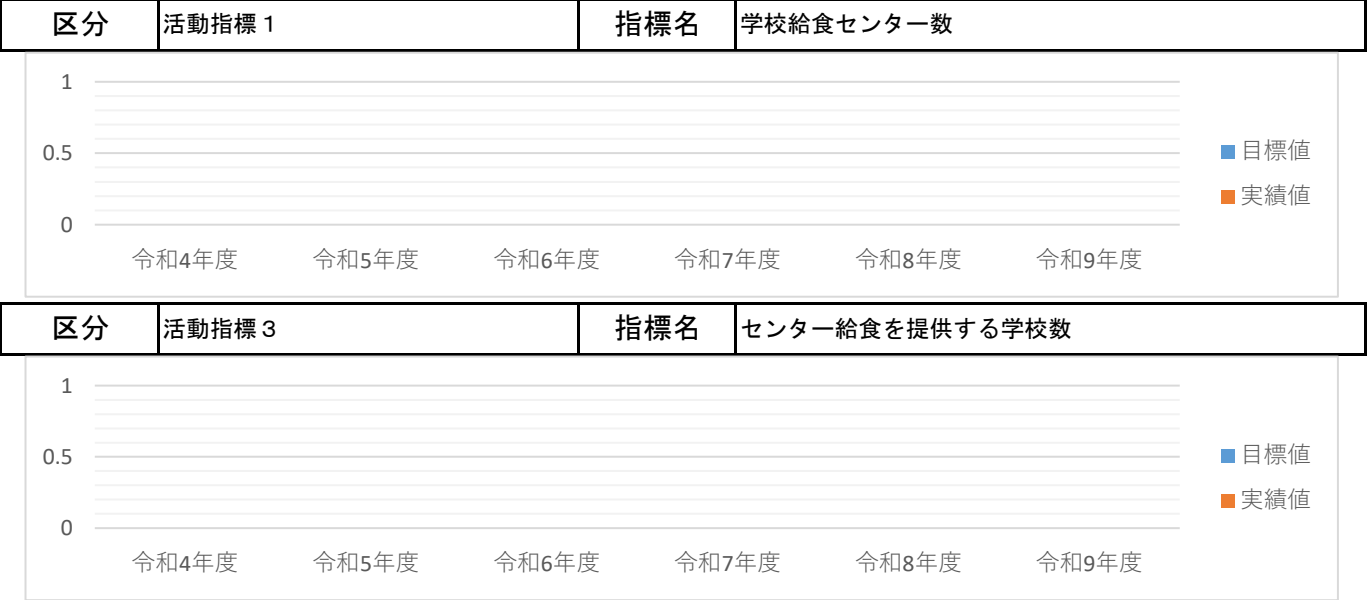 区分 活動指標１ 指標名 学校給食センター数
1
0.5
0
目標値
実績値
令和4年度 令和5年度 令和6年度 令和7年度 令和8年度 令和9年度
区分 活動指標３ 指標名 センター給食を提供する学校数
1
0.5
0
目標値
実績値
令和4年度 令和5年度 令和6年度 令和7年度 令和8年度 令和9年度